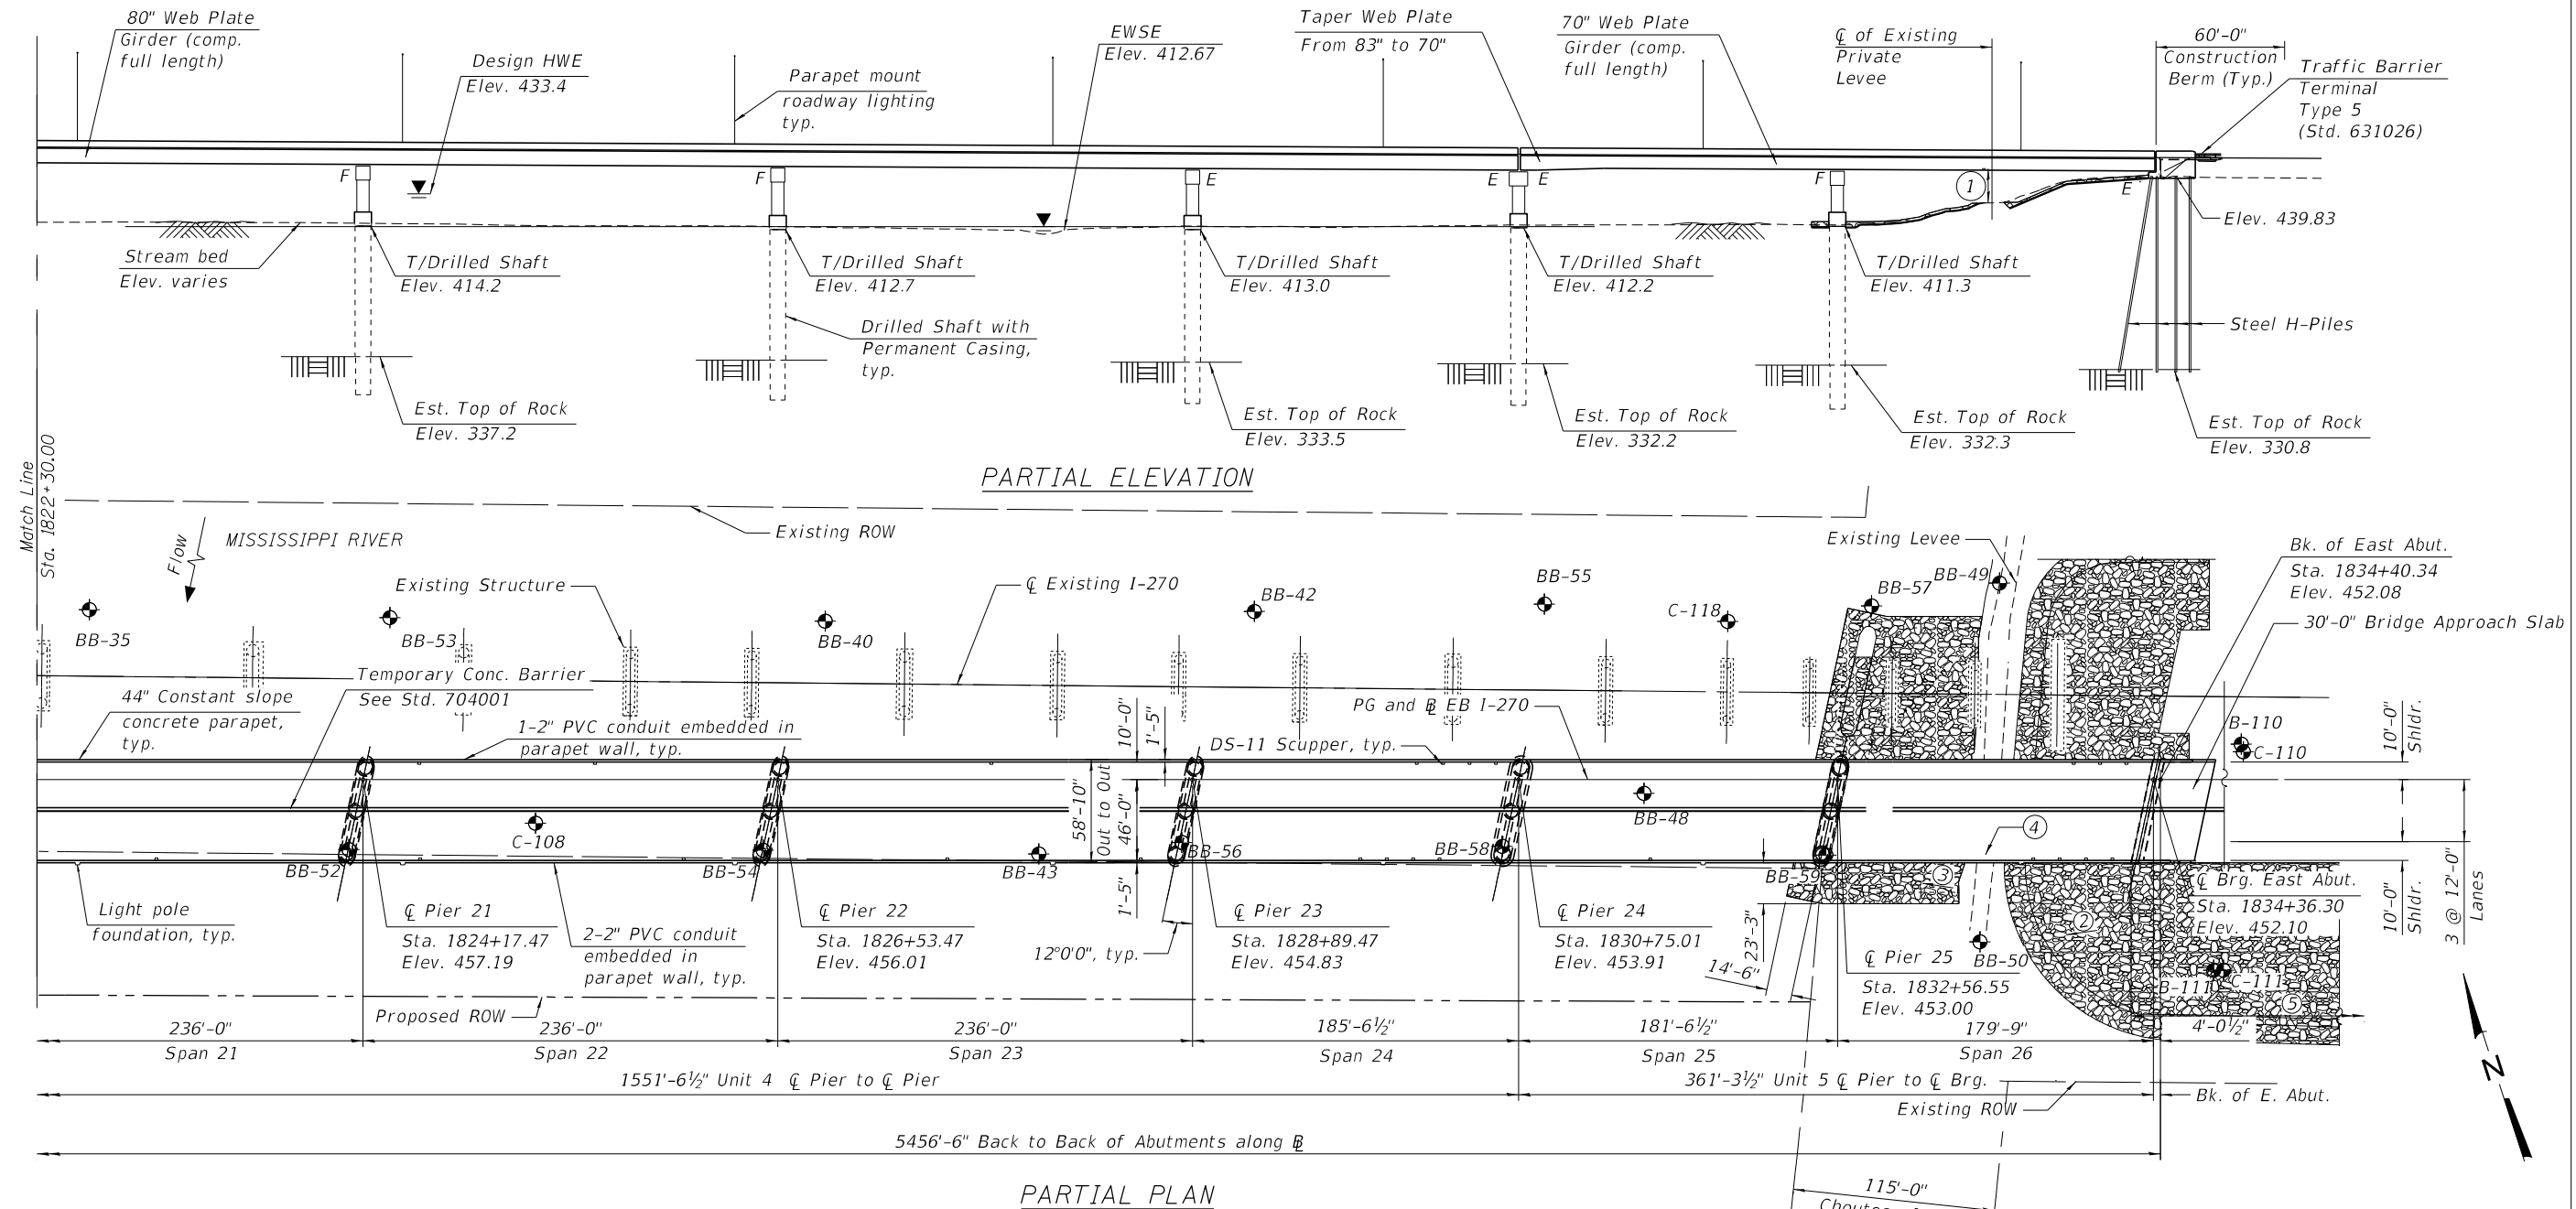 80" Web Plate
Girder (comp.
full length)
Design HWE
Elev. 433.4
Parapet mount
roadway lighting
typ.
EWSE
Elev. 412.67
Taper Web Plate
From 83" to 70"
70" Web Plate
Girder (comp.
full length)
℄ of Existing
Private
Levee
60'-0"
Construction
Berm (Typ.)
Traffic Barrier
Terminal
Type 5
(Std. 631026)
F
F
E
E
E
F
1
E
Elev. 439.83
Stream bed
Elev. varies
T/Drilled Shaft
Elev. 414.2
T/Drilled Shaft
Elev. 412.7
T/Drilled Shaft
Elev. 413.0
T/Drilled Shaft
Elev. 412.2
T/Drilled Shaft
Elev. 411.3
Drilled Shaft with
Permanent Casing,
typ.
Steel H-Piles
Est. Top of Rock
Elev. 337.2
Est. Top of Rock
Elev. 333.5
Est. Top of Rock
Elev. 332.2
Est. Top of Rock
Elev. 332.3
Est. Top of Rock
Elev. 330.8
PARTIAL ELEVATION
Match Line
Sta. 1822+30.00
Existing ROW
Flow
MISSISSIPPI RIVER
Existing Structure
℄ Existing I-270
Existing Levee
Bk. of East Abut.
Sta. 1834+40.34
Elev. 452.08
30'-0" Bridge Approach Slab
BB-35
BB-53
BB-40
BB-42
BB-55
C-118
BB-57
BB-49
Temporary Conc. Barrier
See Std. 704001
44" Constant slope
concrete parapet,
typ.
1-2" PVC conduit embedded in
parapet wall, typ.
10'-0"
1'-5"
PG and ⅊ EB I-270
DS-11 Scupper, typ.
B-110
C-110
10'-0"
Shldr.
58'-10"
Out to Out
46'-0"
1'-5"
C-108
BB-48
4
BB-52
BB-54
BB-43
BB-56
BB-58
BB-59
3
2
℄ Brg. East Abut.
Sta. 1834+36.30
Elev. 452.10
10'-0"
Shldr.
3 @ 12'-0"
Lanes
Light pole
foundation, typ.
℄ Pier 21
Sta. 1824+17.47
Elev. 457.19
2-2" PVC conduit
embedded in
parapet wall, typ.
℄ Pier 22
Sta. 1826+53.47
Elev. 456.01
12°0'0", typ.
℄ Pier 23
Sta. 1828+89.47
Elev. 454.83
℄ Pier 24
Sta. 1830+75.01
Elev. 453.91
23'-3"
14'-6"
℄ Pier 25
Sta. 1832+56.55
Elev. 453.00
BB-50
B-111
C-111
5
Proposed ROW
236'-0"
Span 21
236'-0"
Span 22
236'-0"
Span 23
185'-6½"
Span 24
181'-6½"
Span 25
179'-9"
Span 26
4'-0½"
N
1551'-6½" Unit 4 ℄ Pier to ℄ Pier
361'-3½" Unit 5 ℄ Pier to ℄ Brg.
Existing ROW
Bk. of E. Abut.
5456'-6" Back to Back of Abutments along ⅊
PARTIAL PLAN
115'-0"